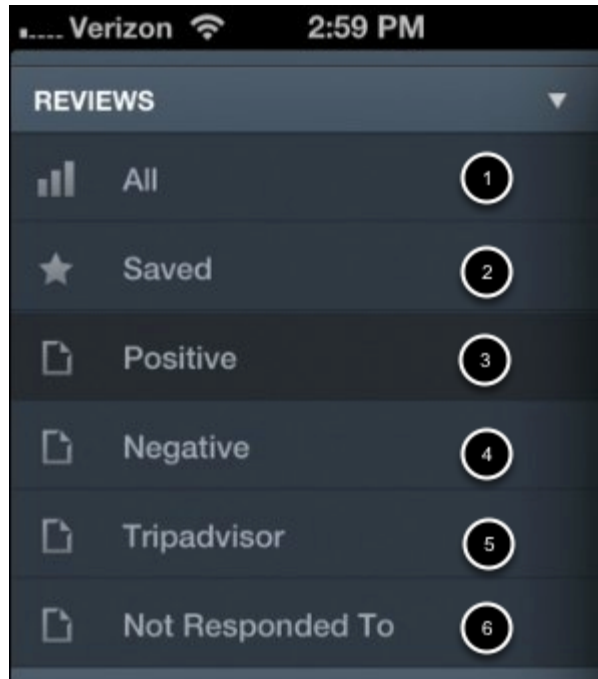 Verizon 2:59 PM
REVIEWS
All 1
Saved 2
Positive 3
Negative 4
Tripadvisor 5
Not Responded To 6